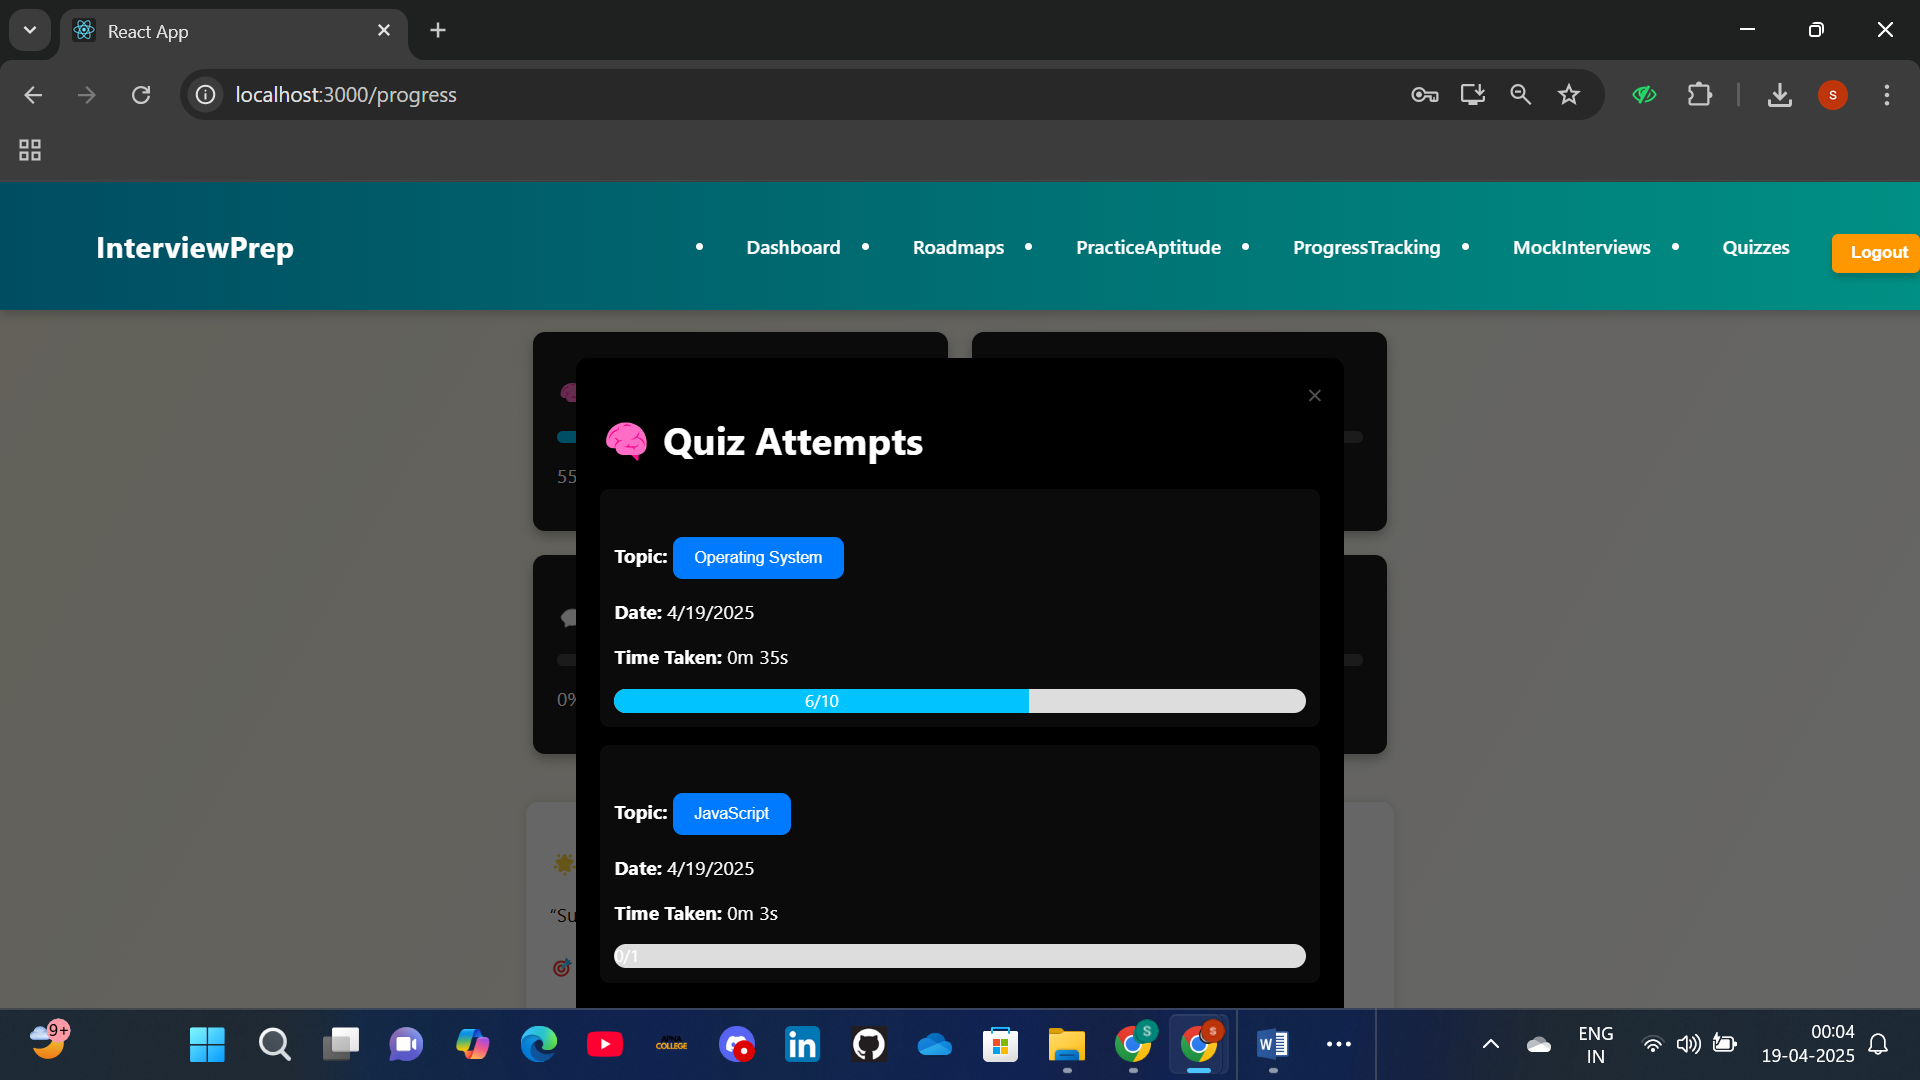 React App
localhost:3000/progress
S
InterviewPrep
• Dashboard • Roadmaps • PracticeAptitude • ProgressTracking • MockInterviews • Quizzes Logout
×
🧠 Quiz Attempts
55
Topic: Operating System
Date: 4/19/2025
Time Taken: 0m 35s
0%
6/10
Topic: JavaScript
Date: 4/19/2025
“Su
Time Taken: 0m 3s
0/1
9+
APNA
COLLEGE
S
S
W
ENG
IN
00:04
19-04-2025